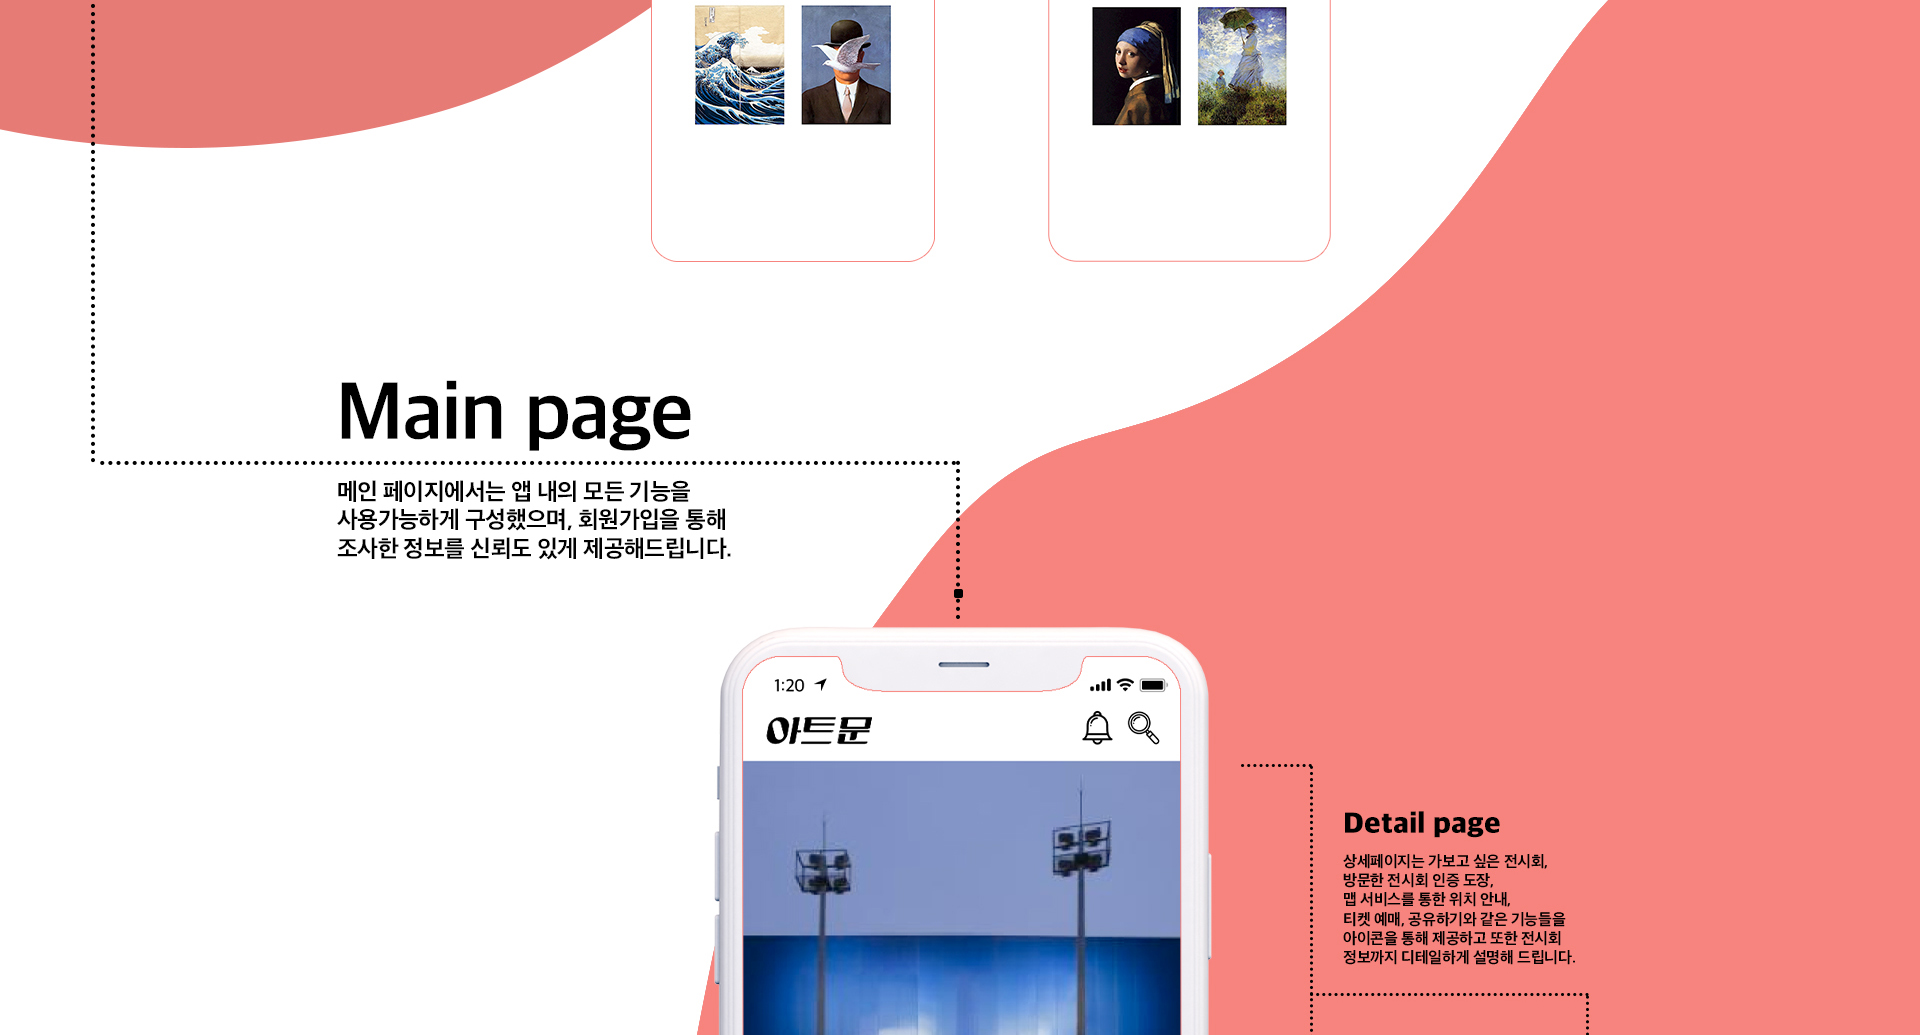 Main page
메인 페이지에서는 앱 내의 모든 기능을
사용가능하게 구성했으며, 회원가입을 통해
조사한 정보를 신뢰도 있게 제공해드립니다.
1:20
아트문
Detail page
상세페이지는 가보고 싶은 전시회,
방문한 전시회 인증 도장,
맵 서비스를 통한 위치 안내,
티켓 예매, 공유하기와 같은 기능들을
아이콘을 통해 제공하고 또한 전시회
정보까지 디테일하게 설명해 드립니다.